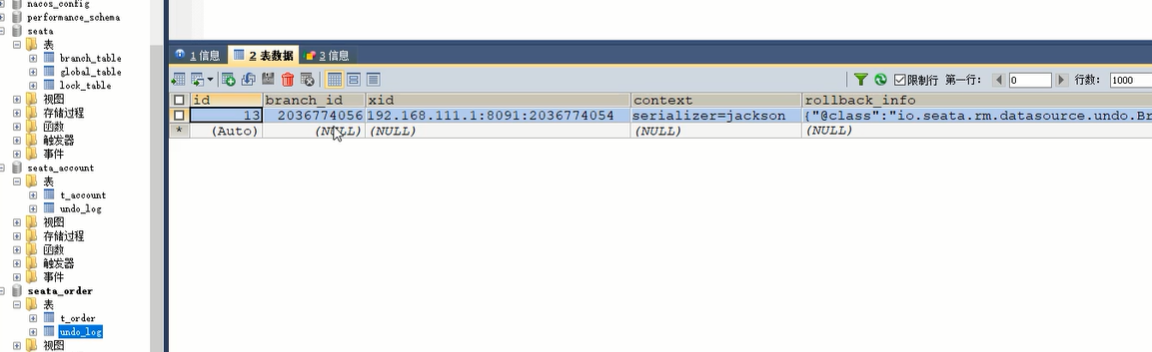 nacos_config
performance_schema
seata
表
branch_table
global_table
lock_table
视图
存储过程
函数
触发器
事件
seata_account
表
t_account
undo_log
视图
存储过程
函数
触发器
事件
seata_order
表
t_order
undo_log
视图
1 信息 2 表数据 3 信息
限制行 第一行: 0 行数: 1000
id branch_id xid context rollback_info
13 2036774056 192.168.111.1:8091:2036774054 serializer=jackson {"@class":"io.seata.rm.datasource.undo.Br
* (Auto) (NULL) (NULL) (NULL) (NULL)